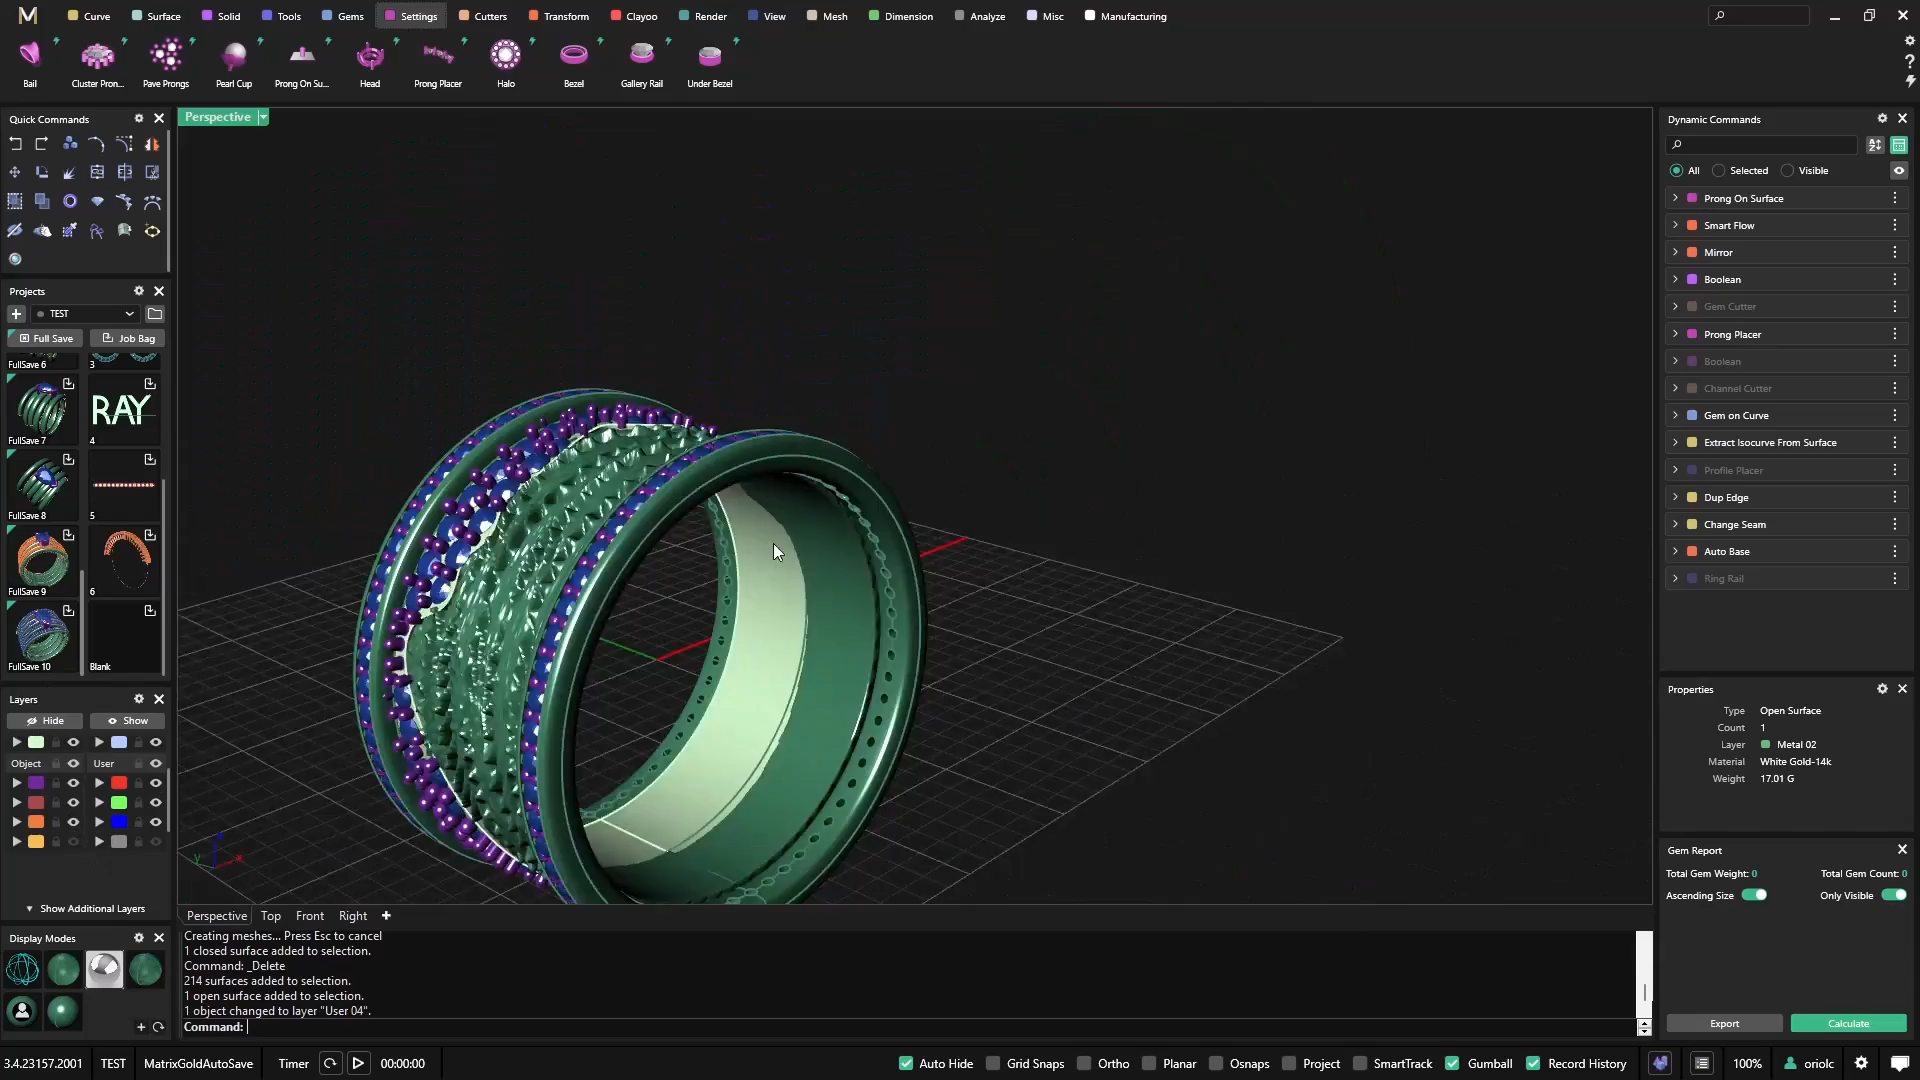 Curve Surface Solid Tools Gems Settings Cutters Transform Clayoo Render View Mesh Dimension Analyze Misc Manufacturing
Bail Cluster Pron... Pave Prongs Pearl Cup Prong On Su... Head Prong Placer Halo Bezel Gallery Rail Under Bezel
Quick Commands
Projects
TEST
Full Save Job Bag
FullSave 6 3
RAY
FullSave 7 4
FullSave 8 5
FullSave 9 6
FullSave 10 Blank
Layers
Hide Show
Object User
Show Additional Layers
Display Modes
Perspective
y x
Perspective Top Front Right
Creating meshes... Press Esc to cancel
1 closed surface added to selection.
Command: _Delete
214 surfaces added to selection.
1 open surface added to selection.
1 object changed to layer "User 04".
Command:
Dynamic Commands
All Selected Visible
Prong On Surface
Smart Flow
Mirror
Boolean
Gem Cutter
Prong Placer
Boolean
Channel Cutter
Gem on Curve
Extract Isocurve From Surface
Profile Placer
Dup Edge
Change Seam
Auto Base
Ring Rail
Properties
Type Open Surface
Count 1
Layer Metal 02
Material White Gold-14k
Weight 17.01 G
Gem Report
Total Gem Weight: 0 Total Gem Count: 0
Ascending Size Only Visible
Export Calculate
3.4.23157.2001 TEST MatrixGoldAutoSave Timer 00:00:00 Auto Hide Grid Snaps Ortho Planar Osnaps Project SmartTrack Gumball Record History 100% oriolc